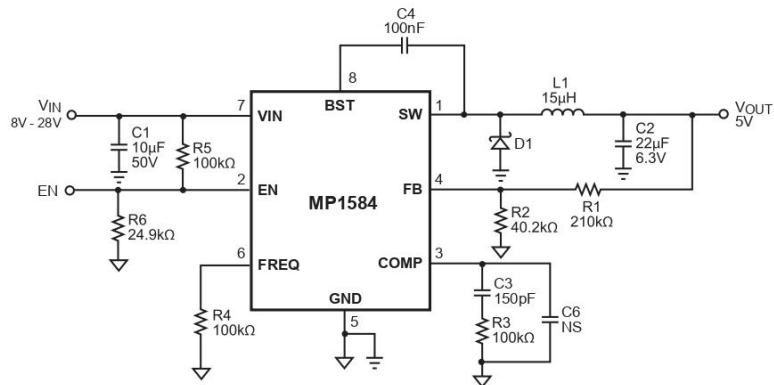 C4
100nF
8
BST
VIN
8V - 28V
7
VIN
SW
1
L1
15µH
VOUT
5V
C1
10µF
50V
R5
100kΩ
D1
C2
22µF
6.3V
EN
2
EN
MP1584
FB
4
R1
210kΩ
R6
24.9kΩ
R2
40.2kΩ
6
FREQ
COMP
3
R4
100kΩ
GND
5
C3
150pF
R3
100kΩ
C6
NS